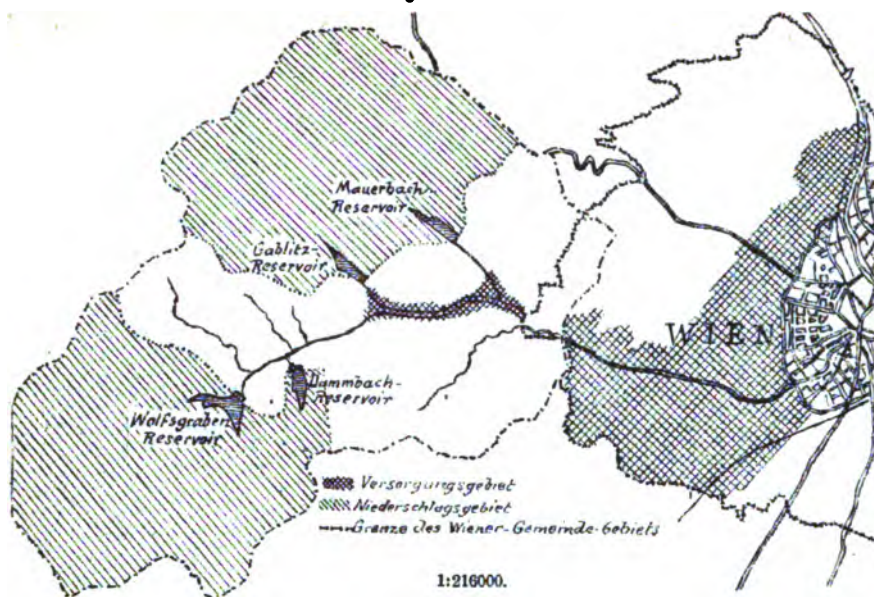 Mauerbach-
Reservoir
Gablitz-
Reservoir
WIEN
Dammbach-
Reservoir
Wolfsgraben
Reservoir
Versorgungsgebiet
Niederschlagsgebiet
Grenze des Wiener-Gemeinde-Gebiets
1:216000.